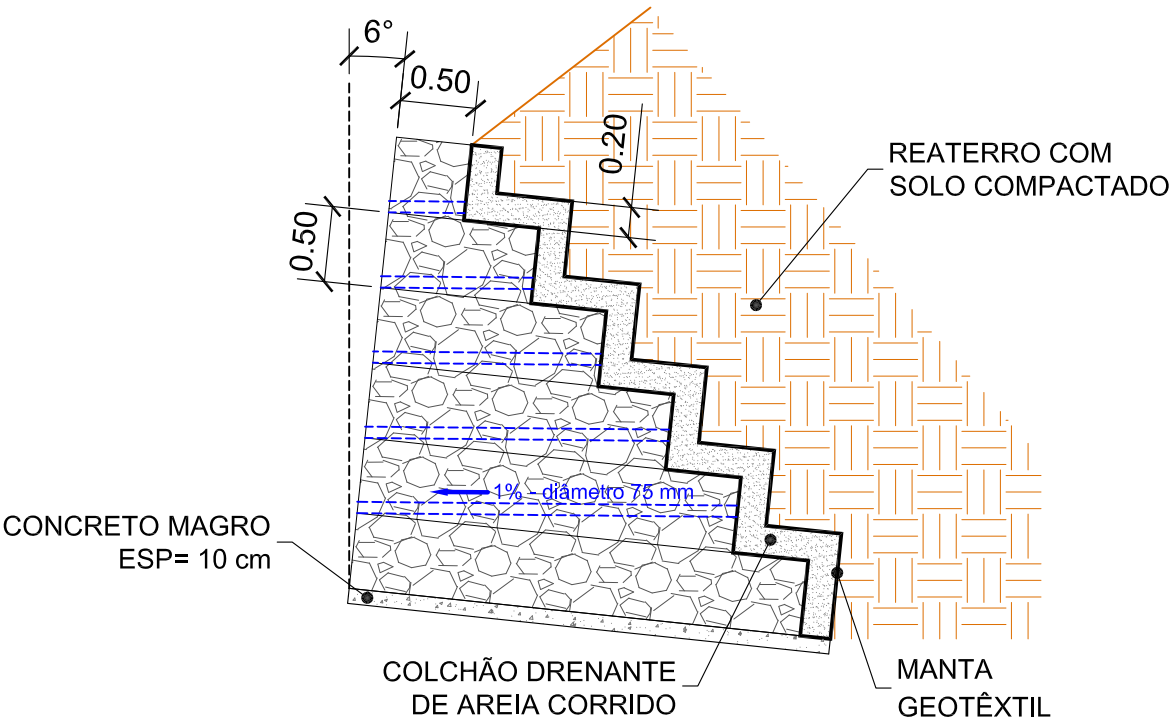 6°
0.50
0.20
REATERRO COM
SOLO COMPACTADO
0.50
1% - diâmetro 75 mm
CONCRETO MAGRO
ESP= 10 cm
COLCHÃO DRENANTE
DE AREIA CORRIDO
MANTA
GEOTÊXTIL